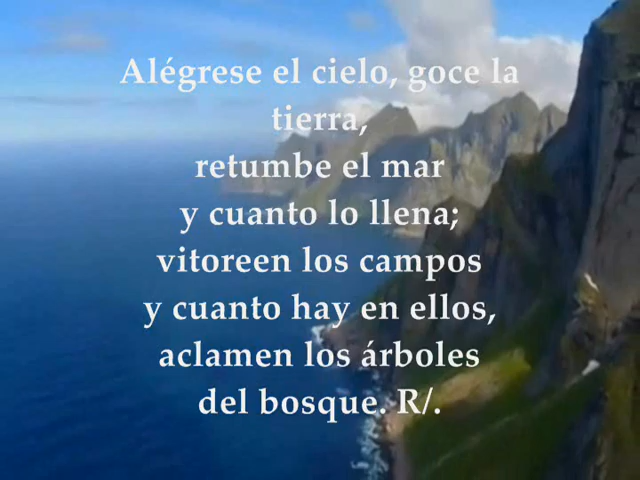 Alégrese el cielo, goce la
tierra,
retumbe el mar
y cuanto lo llena;
vitoreen los campos
y cuanto hay en ellos,
aclamen los árboles
del bosque. R/.